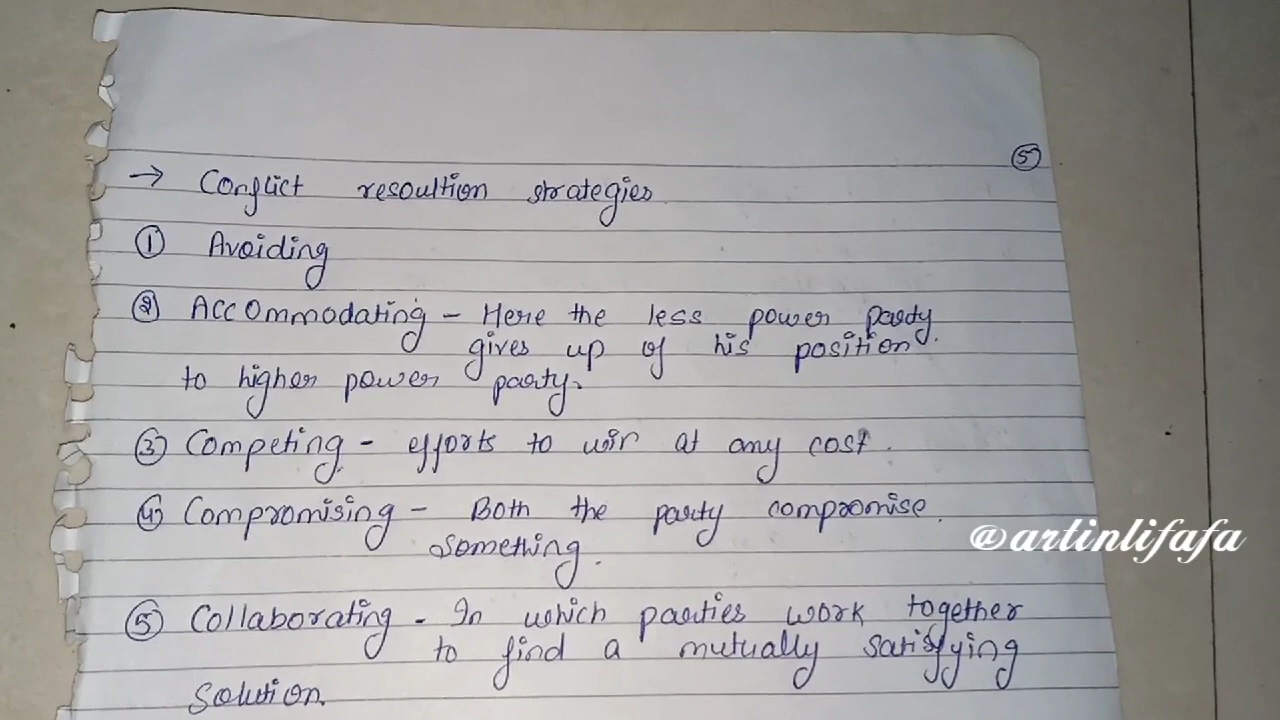 ⑤
→ Conflict resoultion strategies
① Avoiding
② Accommodating - Here the less power party.
gives up of his position
to higher power party.
③ Competing - efforts to win at any cost.
④ Compromising - Both the party compromise.
something.
@artinlifafa
⑤ Collaborating - In which parties work together
to find a mutually satisfying
solution.